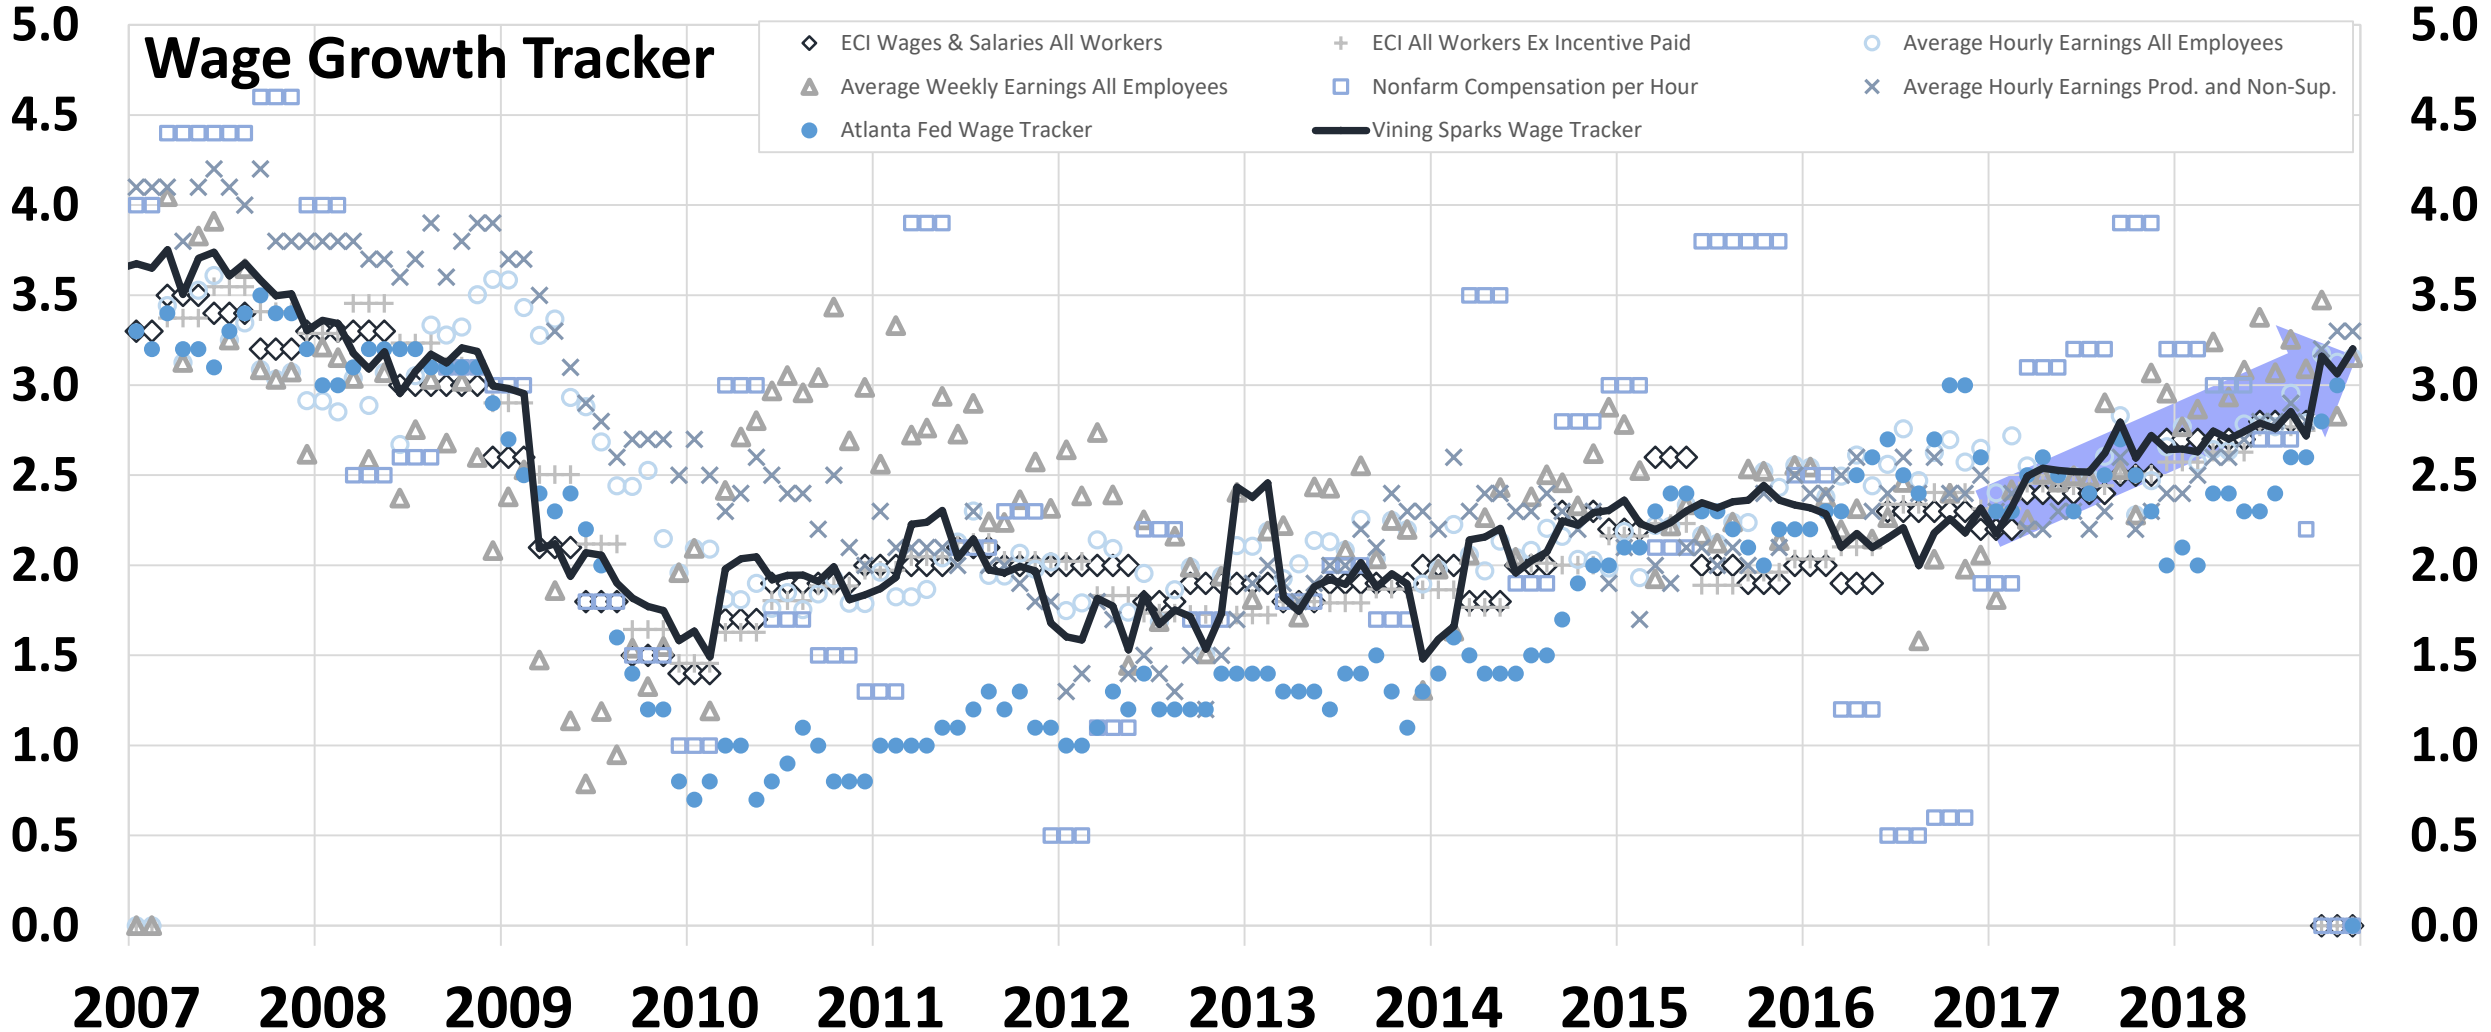 Wage Growth Tracker
ECI Wages & Salaries All Workers
ECI All Workers Ex Incentive Paid
Average Hourly Earnings All Employees
Average Weekly Earnings All Employees
Nonfarm Compensation per Hour
Average Hourly Earnings Prod. and Non-Sup.
Atlanta Fed Wage Tracker
Vining Sparks Wage Tracker
5.0
4.5
4.0
3.5
3.0
2.5
2.0
1.5
1.0
0.5
0.0
5.0
4.5
4.0
3.5
3.0
2.5
2.0
1.5
1.0
0.5
0.0
2007 2008 2009 2010 2011 2012 2013 2014 2015 2016 2017 2018